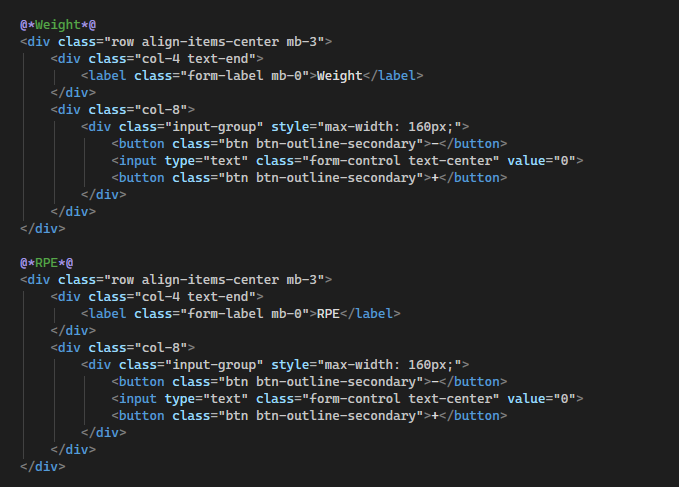 @*Weight*@
<div class="row align-items-center mb-3">
    <div class="col-4 text-end">
        <label class="form-label mb-0">Weight</label>
    </div>
    <div class="col-8">
        <div class="input-group" style="max-width: 160px;">
            <button class="btn btn-outline-secondary">-</button>
            <input type="text" class="form-control text-center" value="0">
            <button class="btn btn-outline-secondary">+</button>
        </div>
    </div>
</div>

@*RPE*@
<div class="row align-items-center mb-3">
    <div class="col-4 text-end">
        <label class="form-label mb-0">RPE</label>
    </div>
    <div class="col-8">
        <div class="input-group" style="max-width: 160px;">
            <button class="btn btn-outline-secondary">-</button>
            <input type="text" class="form-control text-center" value="0">
            <button class="btn btn-outline-secondary">+</button>
        </div>
    </div>
</div>